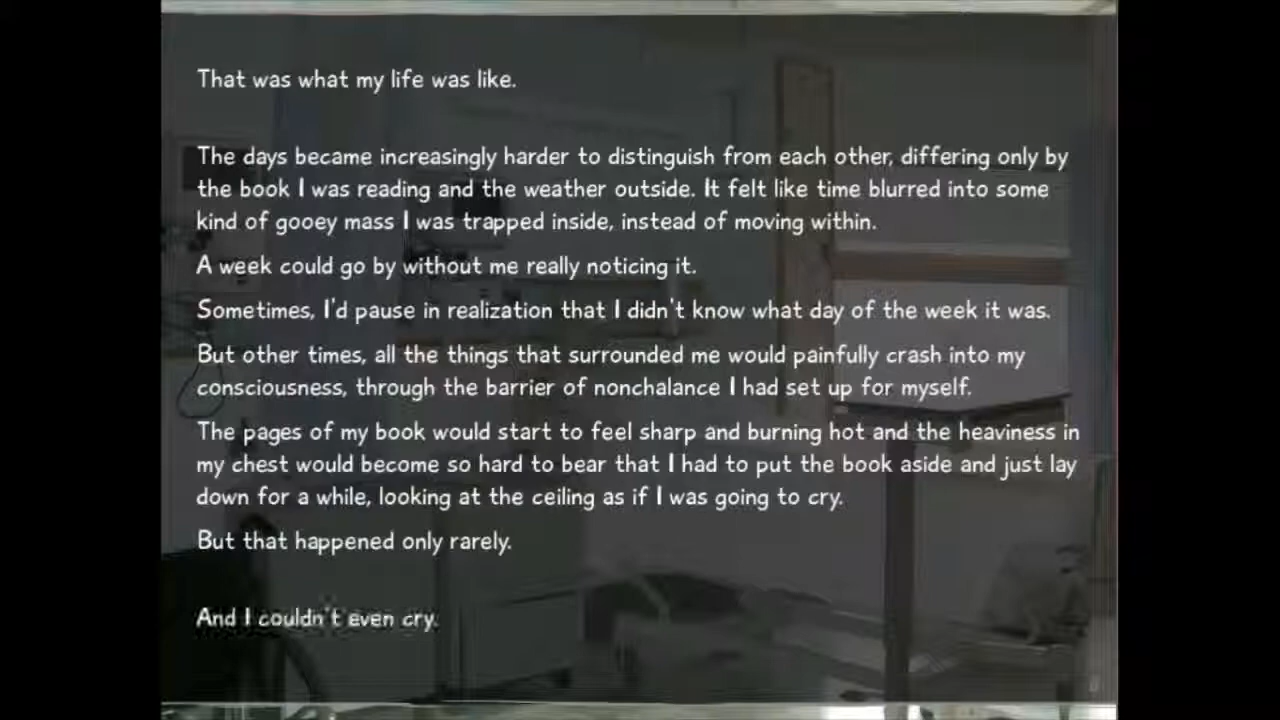 That was what my life was like.
The days became increasingly harder to distinguish from each other, differing only by
the book I was reading and the weather outside. It felt like time blurred into some
kind of gooey mass I was trapped inside, instead of moving within.
A week could go by without me really noticing it.
Sometimes, I'd pause in realization that I didn't know what day of the week it was.
But other times, all the things that surrounded me would painfully crash into my
consciousness, through the barrier of nonchalance I had set up for myself.
The pages of my book would start to feel sharp and burning hot and the heaviness in
my chest would become so hard to bear that I had to put the book aside and just lay
down for a while, looking at the ceiling as if I was going to cry.
But that happened only rarely.
And I couldn't even cry.